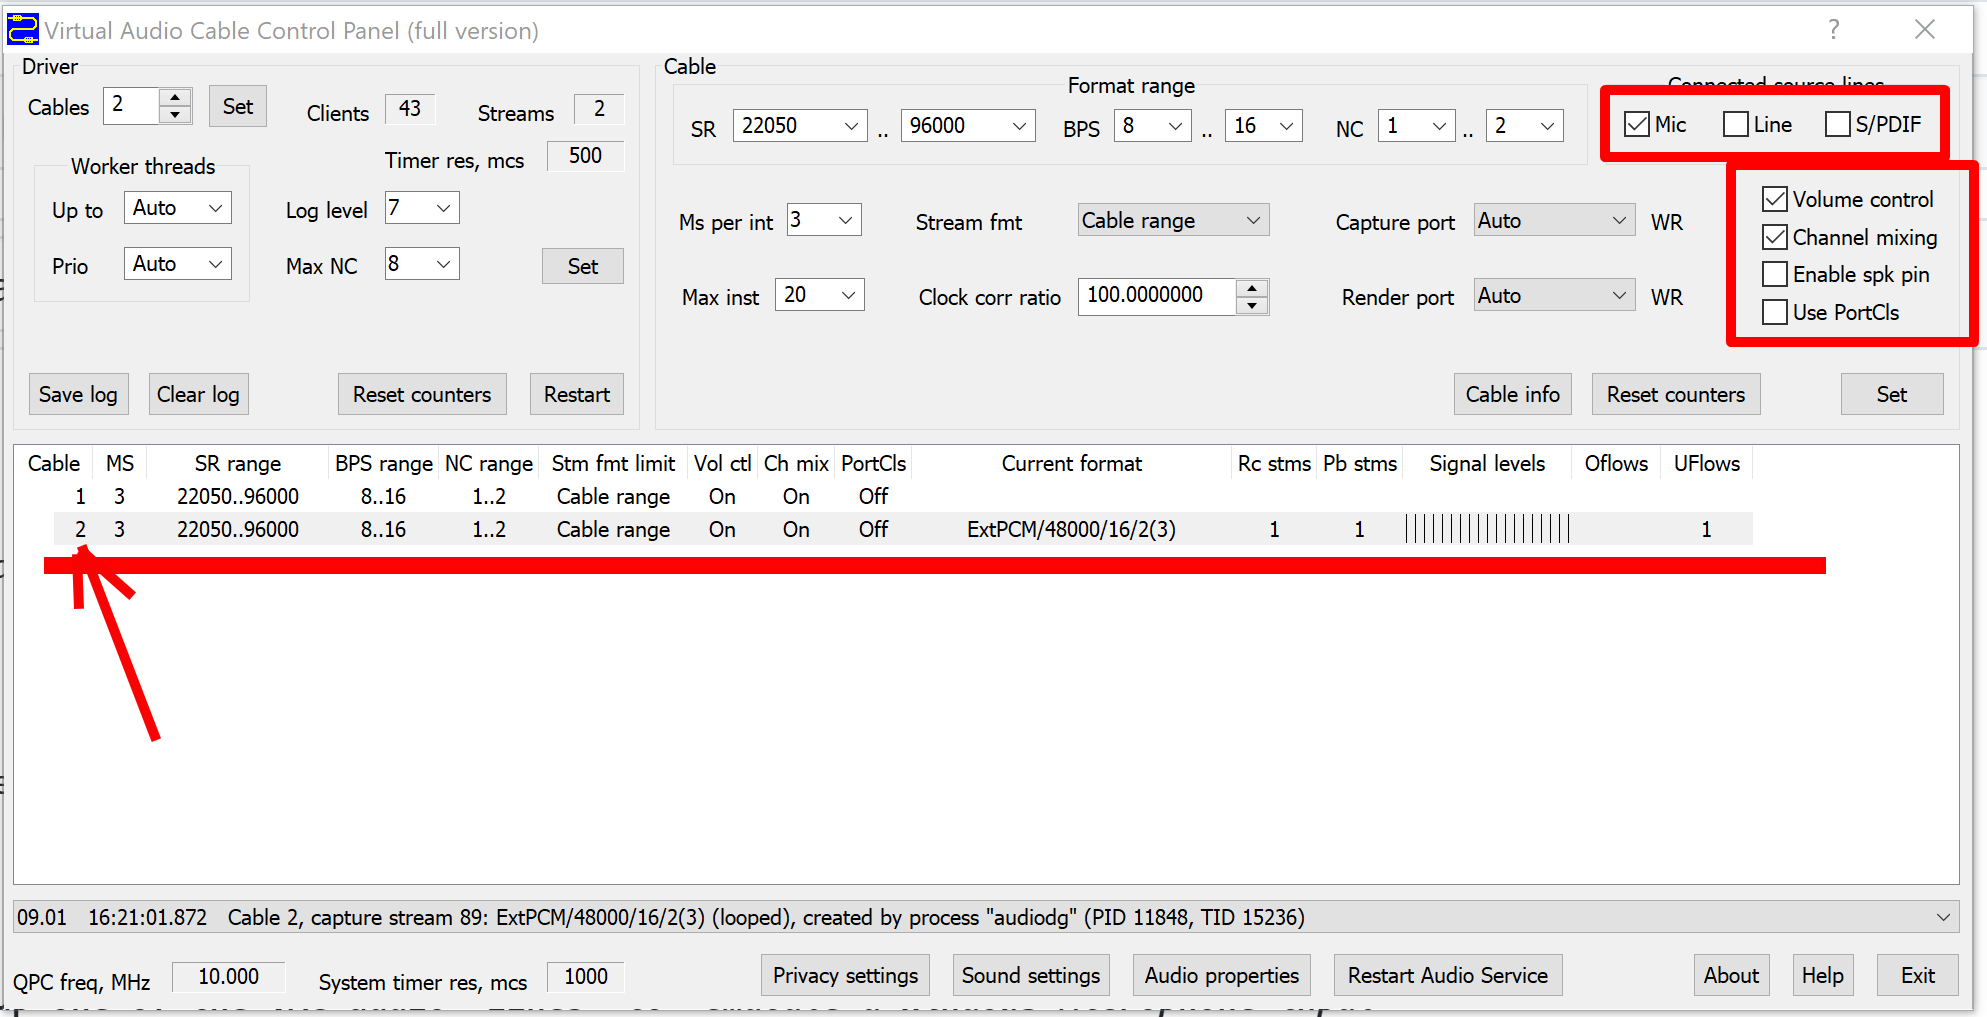 Virtual Audio Cable Control Panel (full version)
?
Driver
Cables 2 Set Clients 43 Streams 2
Timer res, mcs 500
Worker threads
Up to Auto Log level 7
Prio Auto Max NC 8 Set
Save log Clear log Reset counters Restart
Cable
Format range
SR 22050 .. 96000 BPS 8 .. 16 NC 1 .. 2
Connected source lines
Mic Line S/PDIF
Ms per int 3 Stream fmt Cable range Capture port Auto WR
Max inst 20 Clock corr ratio 100.0000000 Render port Auto WR
Volume control
Channel mixing
Enable spk pin
Use PortCls
Cable info Reset counters Set
Cable MS SR range BPS range NC range Stm fmt limit Vol ctl Ch mix PortCls Current format Rc stms Pb stms Signal levels Oflows UFlows
1 3 22050..96000 8..16 1..2 Cable range On On Off
2 3 22050..96000 8..16 1..2 Cable range On On Off ExtPCM/48000/16/2(3) 1 1 1
09.01 16:21:01.872 Cable 2, capture stream 89: ExtPCM/48000/16/2(3) (looped), created by process "audiodg" (PID 11848, TID 15236)
QPC freq, MHz 10.000 System timer res, mcs 1000 Privacy settings Sound settings Audio properties Restart Audio Service About Help Exit